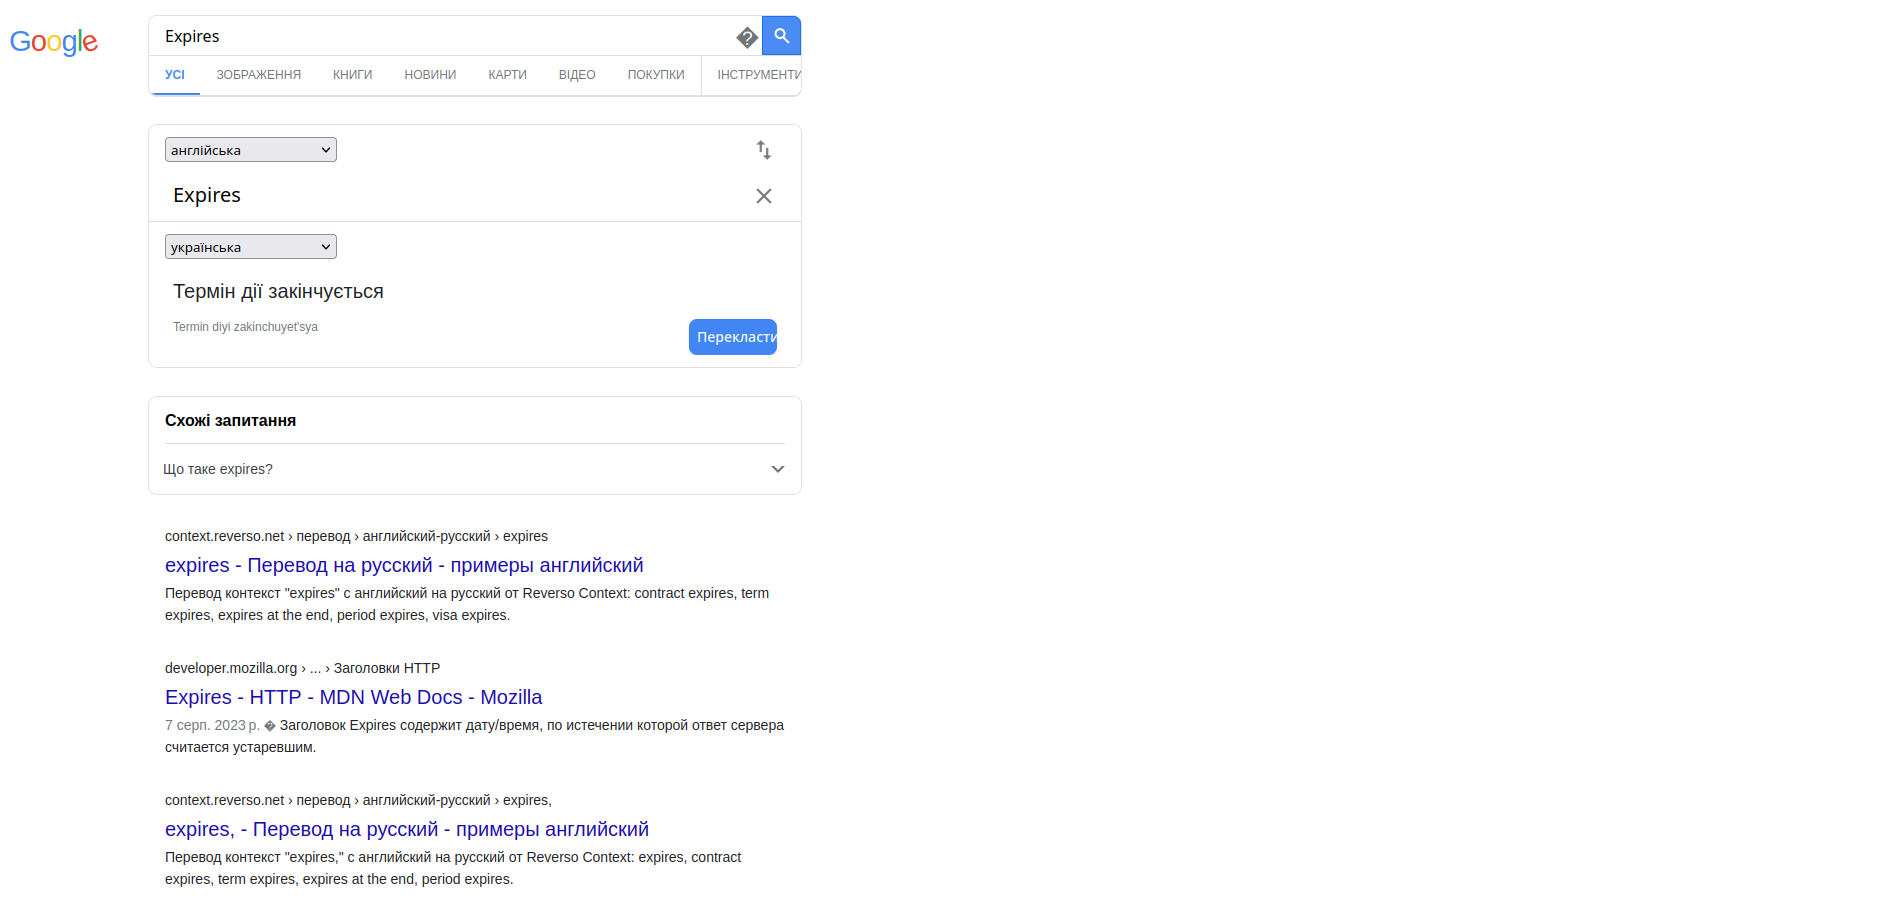 Google
Expires
УСІ ЗОБРАЖЕННЯ КНИГИ НОВИНИ КАРТИ ВІДЕО ПОКУПКИ ІНСТРУМЕНТИ
англійська
Expires
українська
Термін дії закінчується
Termin diyi zakinchuyet'sya
Перекласти
Схожі запитання
Що таке expires?
context.reverso.net › перевод › английский-русский › expires
expires - Перевод на русский - примеры английский
Перевод контекст "expires" c английский на русский от Reverso Context: contract expires, term
expires, expires at the end, period expires, visa expires.
developer.mozilla.org › ... › Заголовки HTTP
Expires - HTTP - MDN Web Docs - Mozilla
7 серп. 2023 р. � Заголовок Expires содержит дату/время, по истечении которой ответ сервера
считается устаревшим.
context.reverso.net › перевод › английский-русский › expires,
expires, - Перевод на русский - примеры английский
Перевод контекст "expires," c английский на русский от Reverso Context: expires, contract
expires, term expires, expires at the end, period expires.